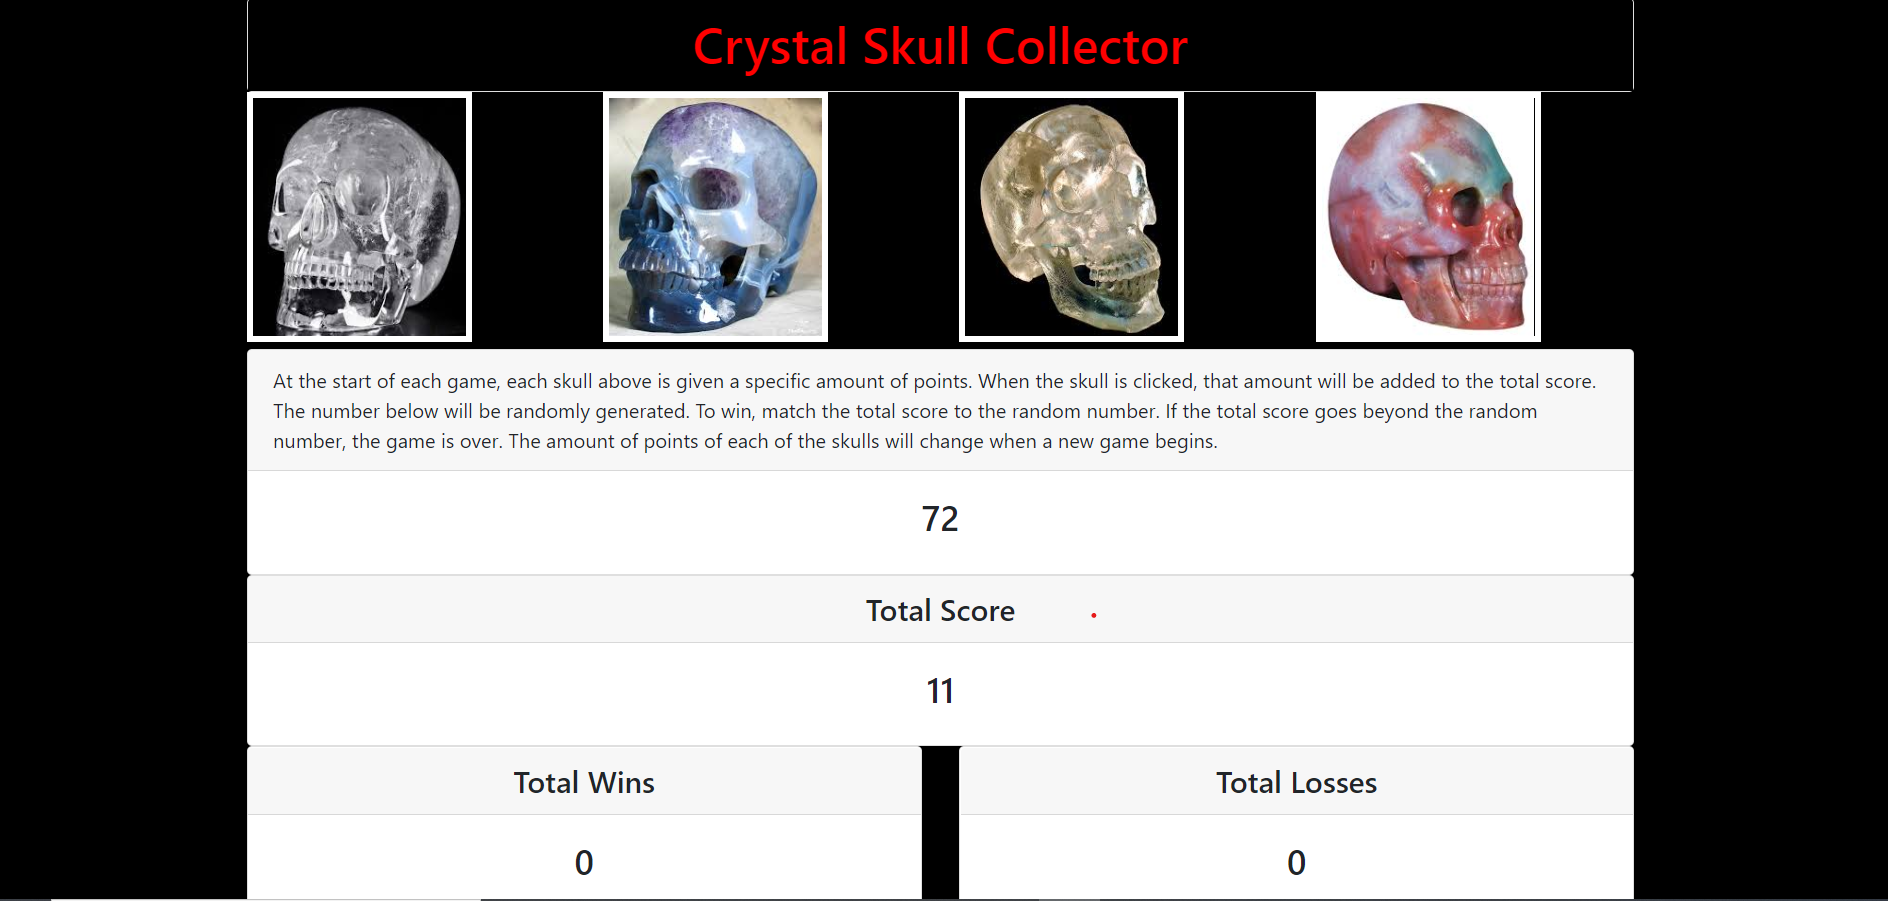 Crystal Skull Collector
At the start of each game, each skull above is given a specific amount of points. When the skull is clicked, that amount will be added to the total score.
The number below will be randomly generated. To win, match the total score to the random number. If the total score goes beyond the random
number, the game is over. The amount of points of each of the skulls will change when a new game begins.
72
Total Score
11
Total Wins
Total Losses
0
0